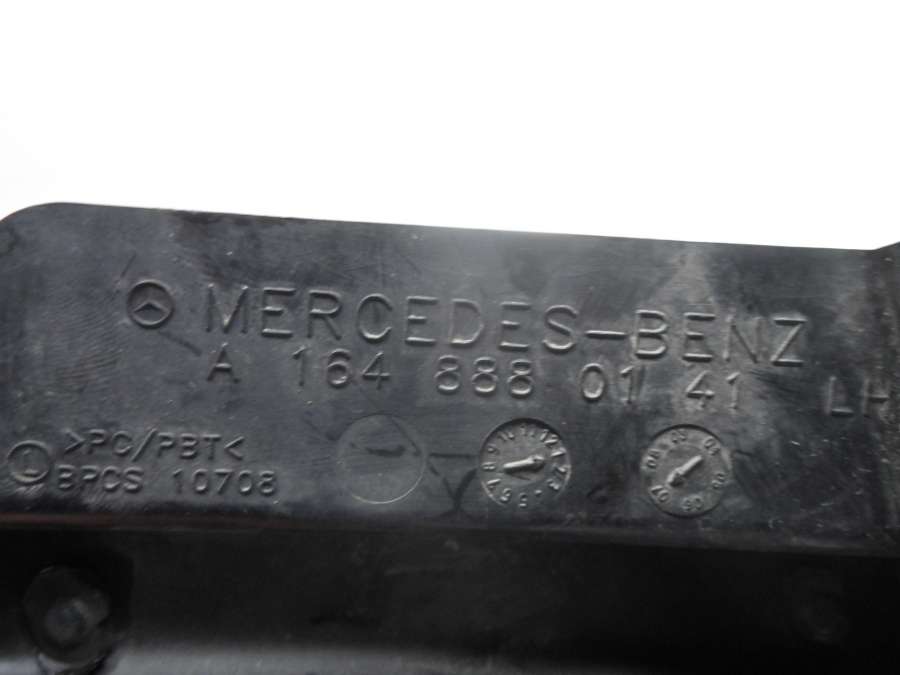 MERCEDES-BENZ
A 164 888 01 41 LH
>PC/PBT<
BPCS 10708